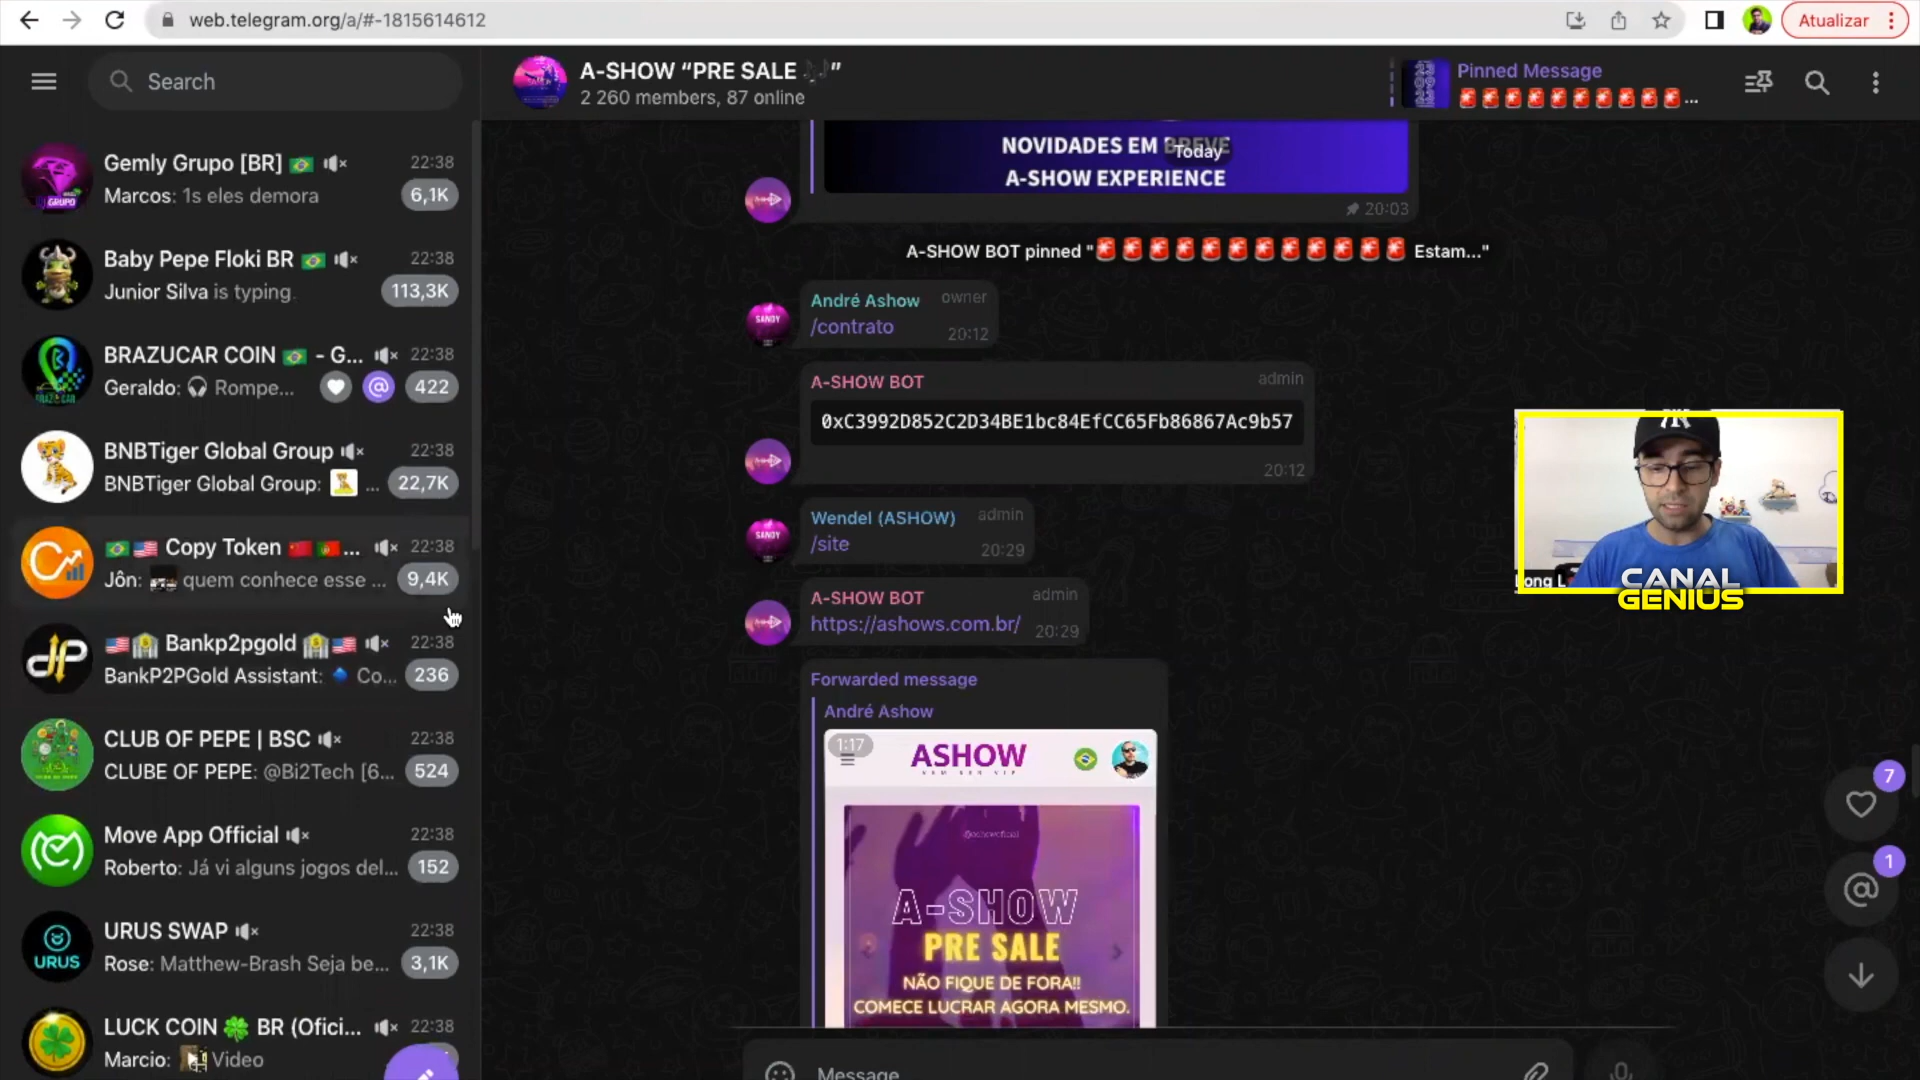 web.telegram.org/a/#-1815614612
Atualizar
Search
Gemly Grupo [BR] 22:38
Marcos: 1s eles demora 6,1K
Baby Pepe Floki BR 22:38
Junior Silva is typing. 113,3K
BRAZUCAR COIN 🇧🇷 - G... 22:38
Geraldo: 🎧 Rompe... @ 422
BNBTiger Global Group 22:38
BNBTiger Global Group: ... 22,7K
Copy Token ... 22:38
Jôn: quem conhece esse ... 9,4K
Bankp2pgold 22:38
BankP2PGold Assistant: 🔹 Co... 236
CLUB OF PEPE | BSC 22:38
CLUBE OF PEPE: @Bi2Tech [6... 524
Move App Official 22:38
Roberto: Já vi alguns jogos del... 152
URUS
URUS SWAP 22:38
Rose: Matthew-Brash Seja be... 3,1K
LUCK COIN 🍀 BR (Ofici... 22:38
Marcio: Video
A-SHOW “PRE SALE 🎶”
2 260 members, 87 online
Pinned Message
🚨🚨🚨🚨🚨🚨🚨🚨🚨🚨...
NOVIDADES EM BREVE
Today
A-SHOW EXPERIENCE
20:03
A-SHOW BOT pinned "🚨🚨🚨🚨🚨🚨🚨🚨🚨🚨🚨🚨 Estam..."
SANDY
André Ashow owner
/contrato 20:12
A-SHOW BOT admin
0xC3992D852C2D34BE1bc84EfCC65Fb86867Ac9b57
20:12
SANDY
Wendel (ASHOW) admin
/site 20:29
A-SHOW BOT admin
https://ashows.com.br/ 20:29
Forwarded message
André Ashow
1:17
ASHOW
A-SHOW
PRE SALE
NÃO FIQUE DE FORA!!
COMECE LUCRAR AGORA MESMO.
Message
CANAL
GENIUS
7
1
@